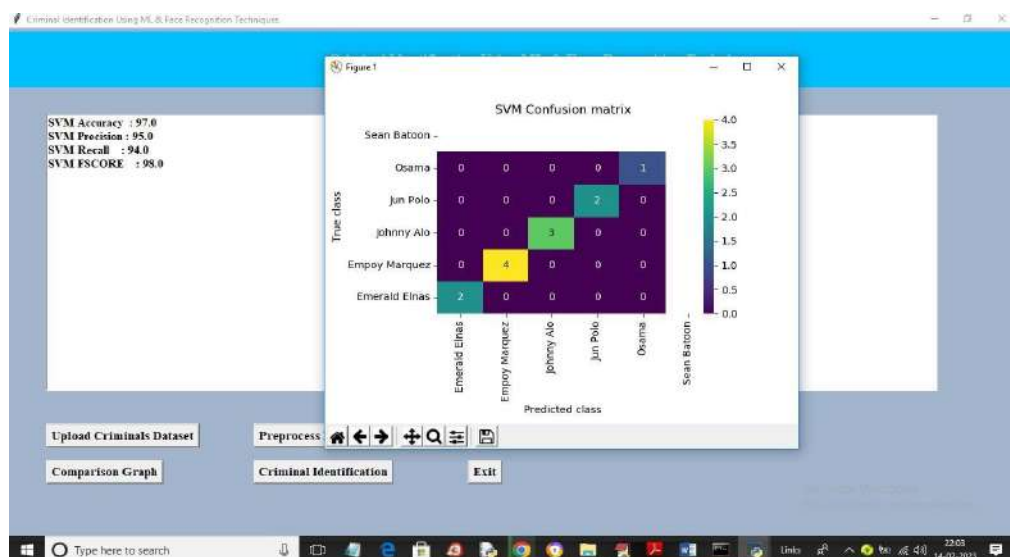 Criminal Identification Using ML & Face Recognition Techniques
Figure 1
SVM Accuracy : 97.0
SVM Precision : 95.0
SVM Recall : 94.0
SVM FSCORE : 98.0
SVM Confusion matrix
True class
Sean Batoon
Osama 0 0 0 0 1
Jun Polo 0 0 0 2 0
Johnny Alo 0 0 3 0 0
Empoy Marquez 0 4 0 0 0
Emerald Elnas 2 0 0 0 0
4.0
3.5
3.0
2.5
2.0
1.5
1.0
0.5
0.0
Emerald Elnas
Empoy Marquez
Johnny Alo
Jun Polo
Osama
Sean Batoon
Predicted class
Upload Criminals Dataset
Preprocess
Comparison Graph
Criminal Identification
Exit
Type here to search
Links
22:03